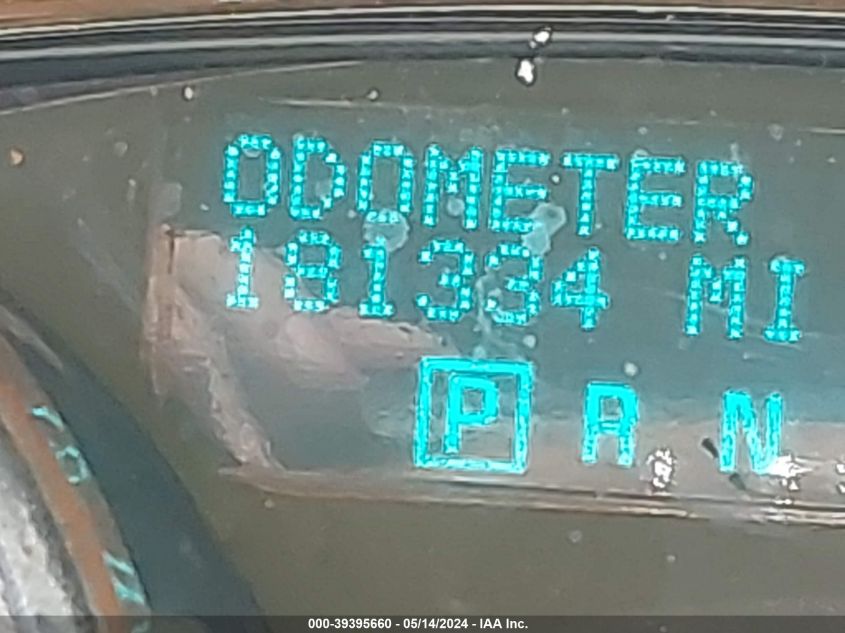 ODOMETER
181334 MI
P R N
000-39395660 - 05/14/2024 - IAA Inc.